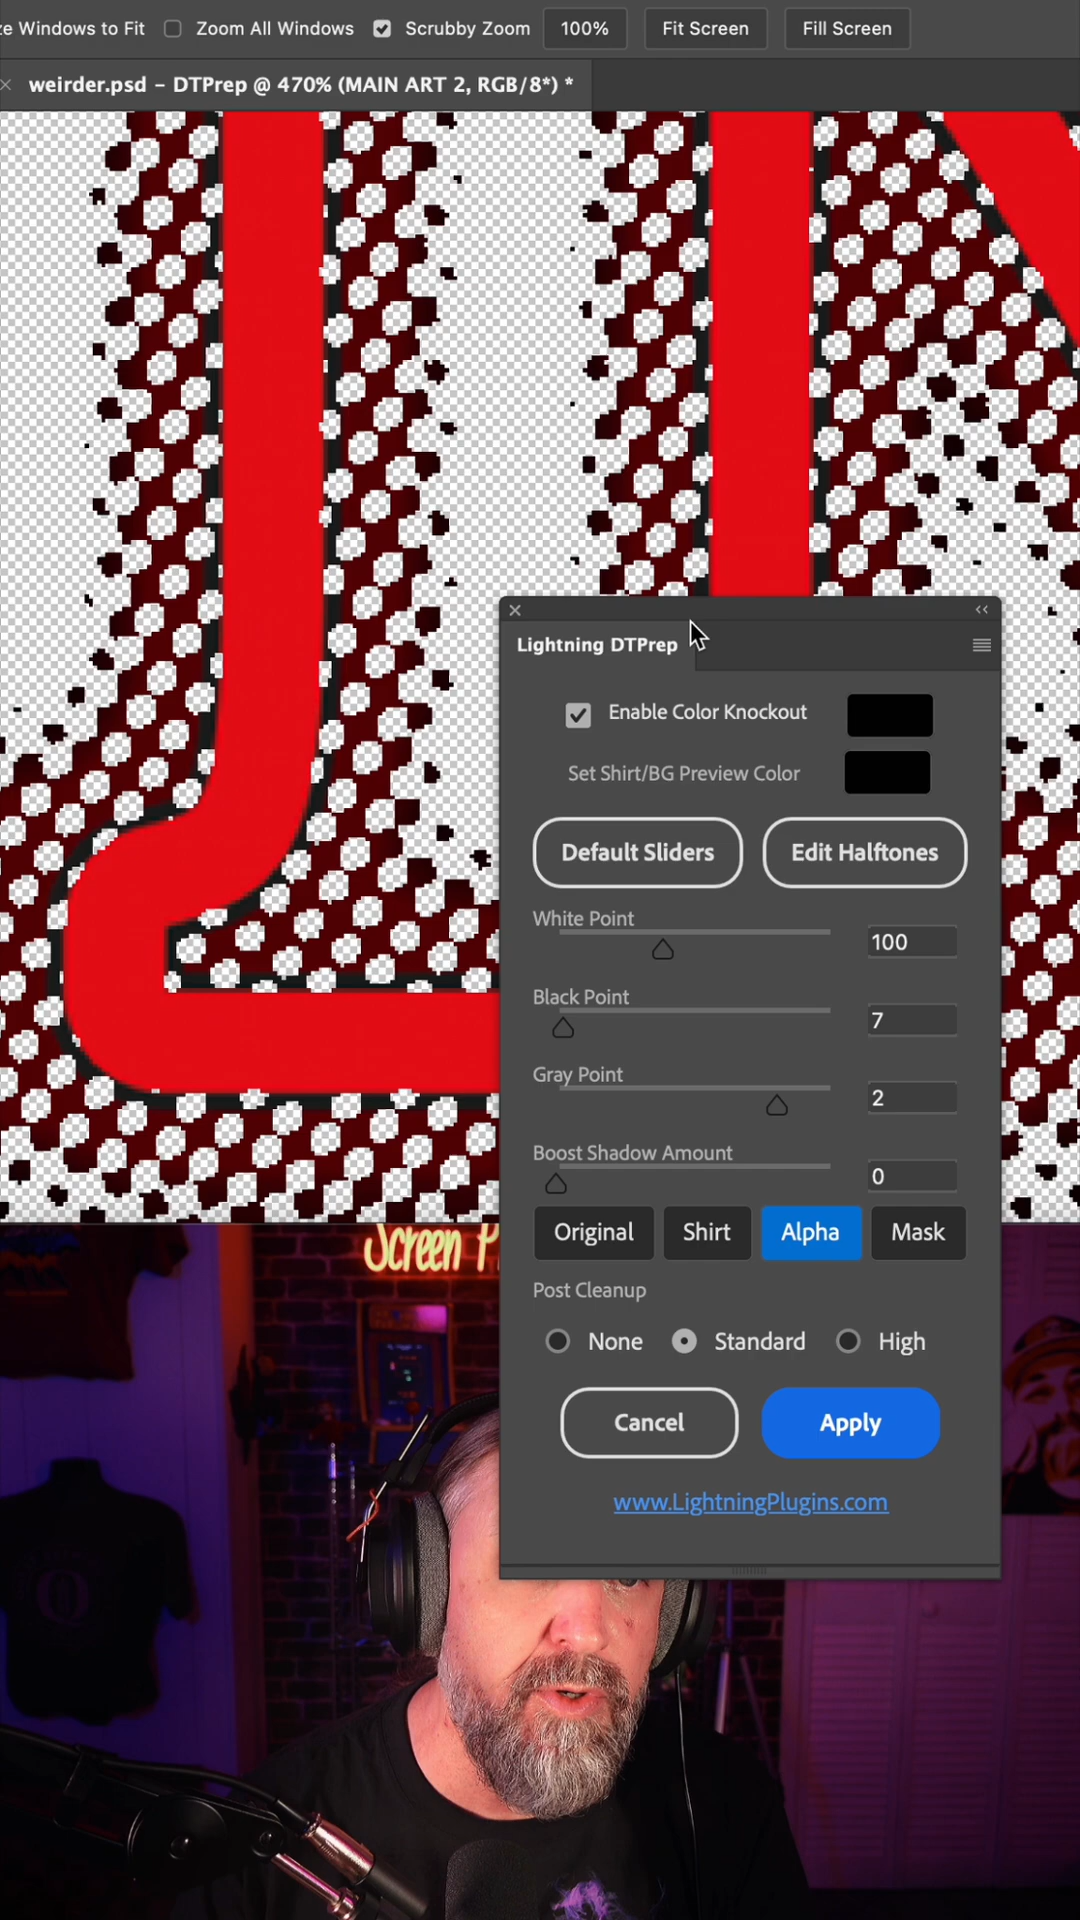 ze Windows to Fit Zoom All Windows Scrubby Zoom 100% Fit Screen Fill Screen
weirder.psd – DTPrep @ 470% (MAIN ART 2, RGB/8*) *
Lightning DTPrep
Enable Color Knockout
Set Shirt/BG Preview Color
Default Sliders Edit Halftones
White Point
100
Black Point
7
Gray Point
2
Boost Shadow Amount
0
Original Shirt Alpha Mask
Post Cleanup
None Standard High
Cancel Apply
www.LightningPlugins.com
Screen P